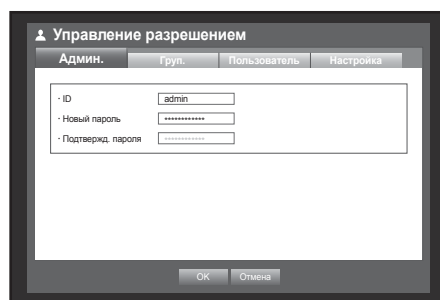 Управление разрешением
Админ. Груп. Пользователь Настройка
· ID admin
· Новый пароль ************
· Подтвержд. пароля ************
OK Отмена